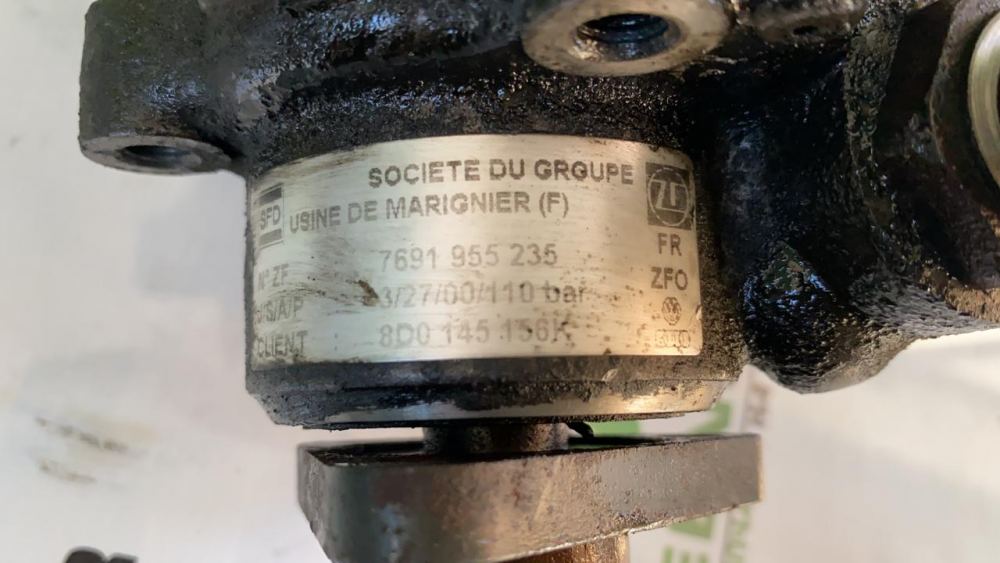 SFD
SOCIETE DU GROUPE
USINE DE MARIGNIER (F)
ZF
FR
ZFO
N° ZF 7691 955 235
J/S/A/P 3/27/00/110 bar
CLIENT 8D0 145 156K